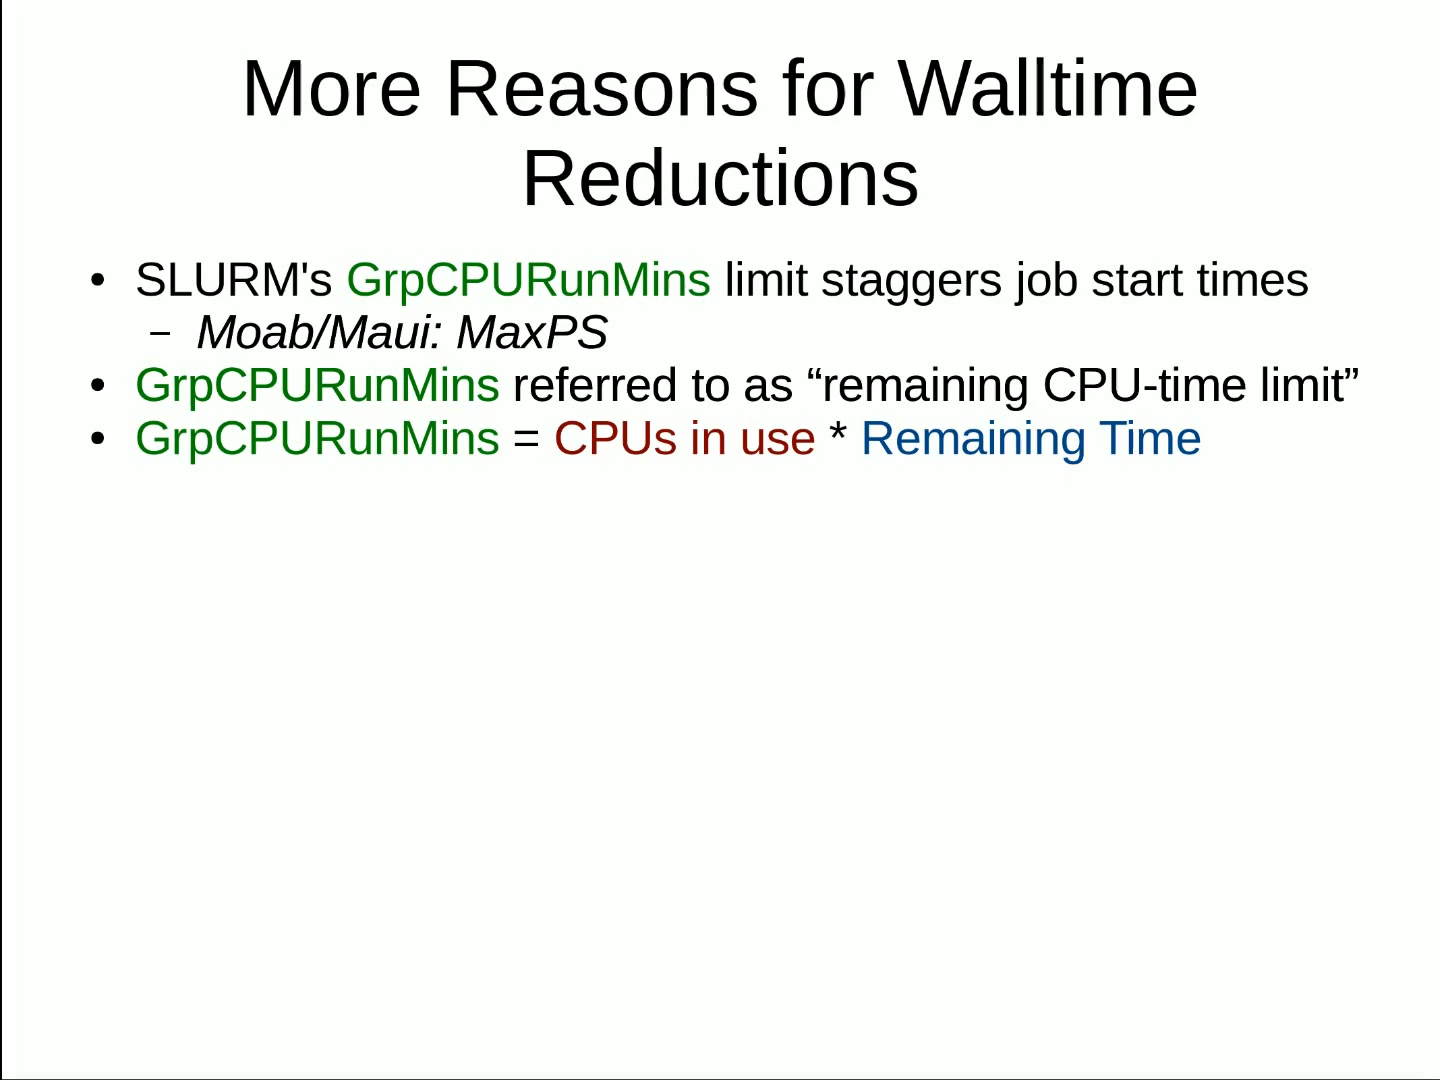 More Reasons for Walltime
Reductions
• SLURM's GrpCPURunMins limit staggers job start times
– Moab/Maui: MaxPS
• GrpCPURunMins referred to as “remaining CPU-time limit”
• GrpCPURunMins = CPUs in use * Remaining Time